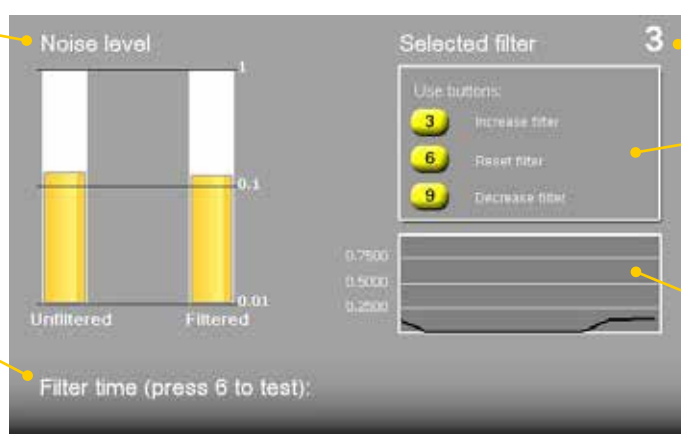 Noise level
1
0.1
0.01
Unfiltered
Filtered
Selected filter
3
Use buttons:
3 Increase filter
6 Reset filter
9 Decrease filter
0.7500
0.5000
0.2500
Filter time (press 6 to test):